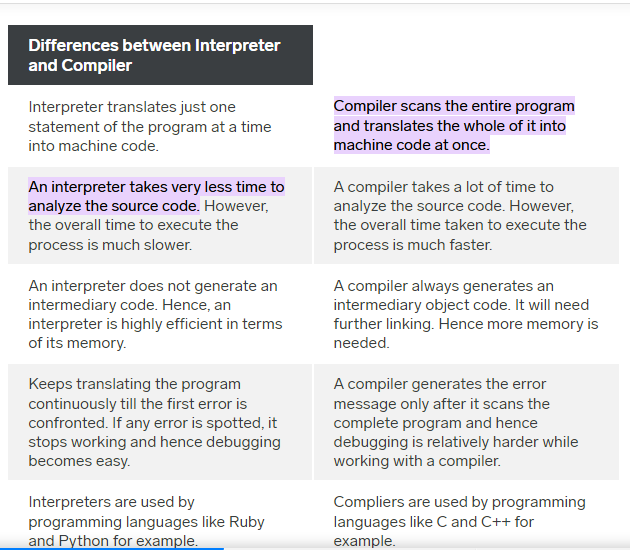 Differences between Interpreter
and Compiler
Interpreter translates just one
statement of the program at a time
into machine code.
Compiler scans the entire program
and translates the whole of it into
machine code at once.
An interpreter takes very less time to
analyze the source code. However,
the overall time to execute the
process is much slower.
A compiler takes a lot of time to
analyze the source code. However,
the overall time taken to execute the
process is much faster.
An interpreter does not generate an
intermediary code. Hence, an
interpreter is highly efficient in terms
of its memory.
A compiler always generates an
intermediary object code. It will need
further linking. Hence more memory is
needed.
Keeps translating the program
continuously till the first error is
confronted. If any error is spotted, it
stops working and hence debugging
becomes easy.
A compiler generates the error
message only after it scans the
complete program and hence
debugging is relatively harder while
working with a compiler.
Interpreters are used by
programming languages like Ruby
and Python for example.
Compliers are used by programming
languages like C and C++ for
example.